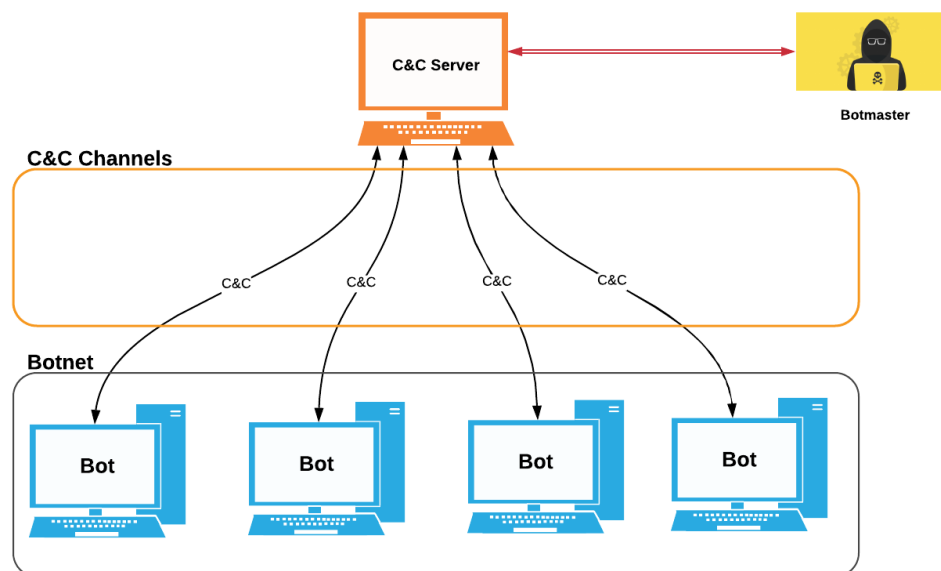 C&C Server
Botmaster
C&C Channels
C&C
C&C
C&C
C&C
Botnet
Bot
Bot
Bot
Bot